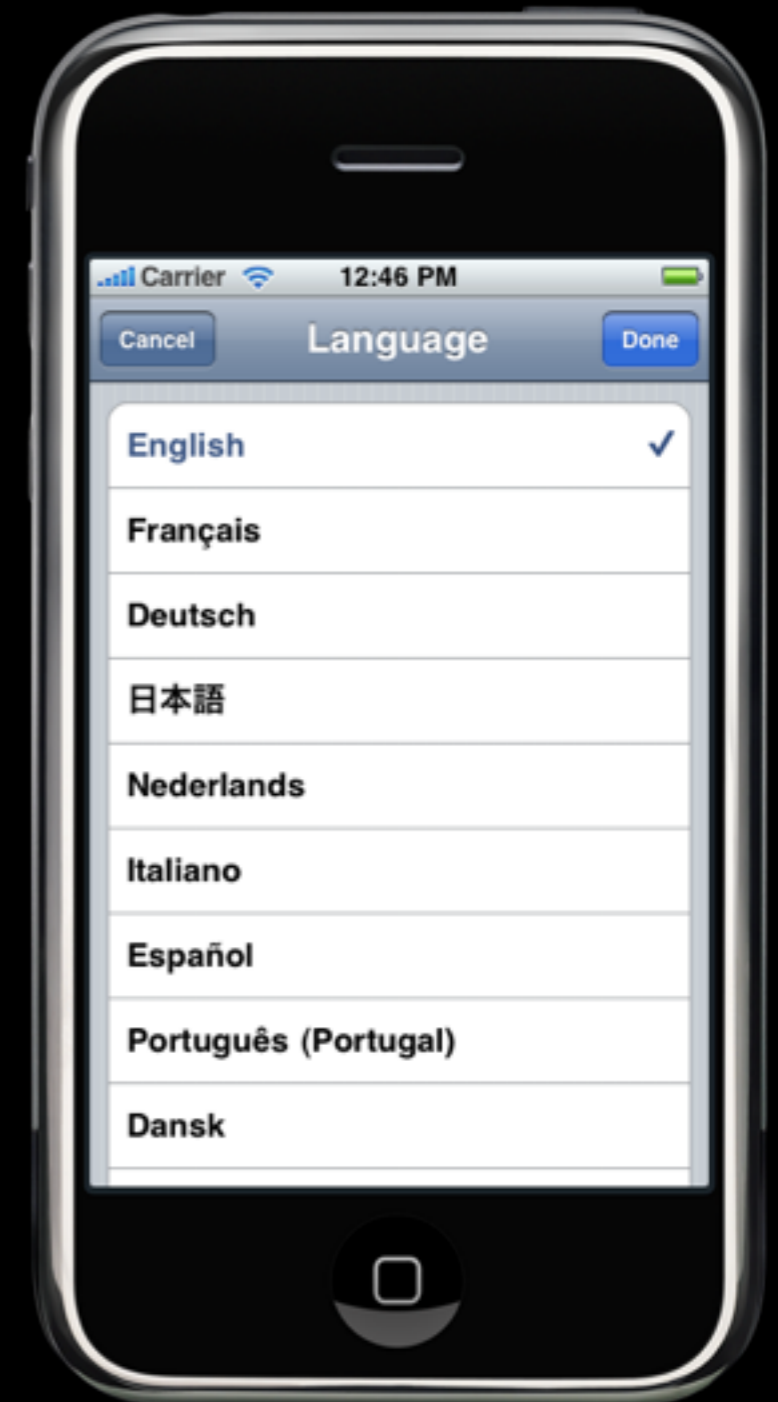 Carrier 12:46 PM
Cancel Language Done
English
Français
Deutsch
日本語
Nederlands
Italiano
Español
Português (Portugal)
Dansk